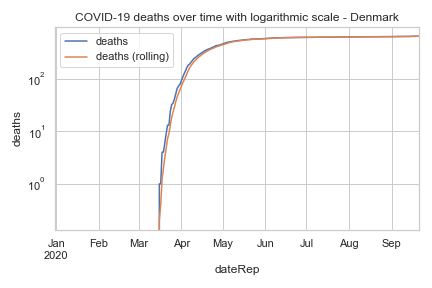 COVID-19 deaths over time with logarithmic scale - Denmark
deaths
deaths (rolling)
10²
10¹
10⁰
deaths
Jan Feb Mar Apr May Jun Jul Aug Sep
2020
dateRep